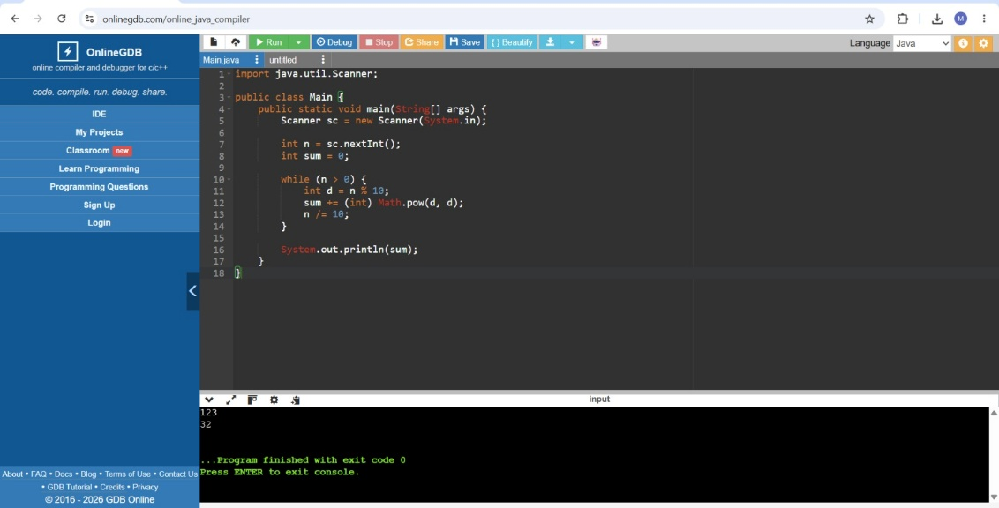 onlinegdb.com/online_java_compiler
M
OnlineGDB
online compiler and debugger for c/c++
code. compile. run. debug. share.
IDE
My Projects
Classroom new
Learn Programming
Programming Questions
Sign Up
Login
About • FAQ • Docs • Blog • Terms of Use • Contact Us
• GDB Tutorial • Credits • Privacy
© 2016 - 2026 GDB Online
Run Debug Stop Share Save { } Beautify Language Java
Main.java untitled
1 import java.util.Scanner;
2
3 public class Main {
4 public static void main(String[] args) {
5 Scanner sc = new Scanner(System.in);
6
7 int n = sc.nextInt();
8 int sum = 0;
9
10 while (n > 0) {
11 int d = n % 10;
12 sum += (int) Math.pow(d, d);
13 n /= 10;
14 }
15
16 System.out.println(sum);
17 }
18 }
input
123
32
...Program finished with exit code 0
Press ENTER to exit console.